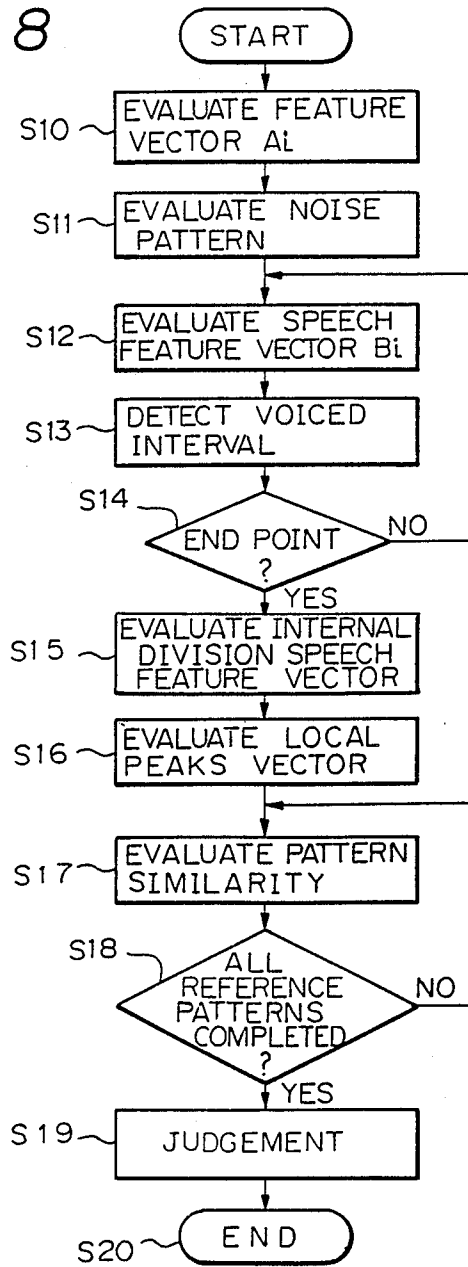 8
START
S10
EVALUATE FEATURE
VECTOR Ai
S11
EVALUATE NOISE
PATTERN
S12
EVALUATE SPEECH
FEATURE VECTOR Bi
S13
DETECT VOICED
INTERVAL
S14
END POINT
?
NO
YES
S15
EVALUATE INTERNAL
DIVISION SPEECH
FEATURE VECTOR
S16
EVALUATE LOCAL
PEAKS VECTOR
S17
EVALUATE PATTERN
SIMILARITY
S18
ALL
REFERENCE
PATTERNS
COMPLETED
?
NO
YES
S19
JUDGEMENT
S20
END